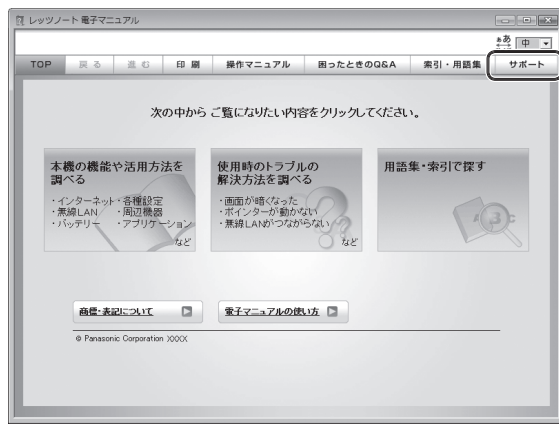 レッツノート 電子マニュアル
あぁ
中
TOP
戻る
進む
印刷
操作マニュアル
困ったときのQ&A
索引・用語集
サポート
次の中から ご覧になりたい内容をクリックしてください。
本機の機能や活用方法を
調べる
・インターネット・各種設定
・無線LAN ・周辺機器
・バッテリー ・アプリケーション
など
使用時のトラブルの
解決方法を調べる
・画面が暗くなった
・ポインターが動かない
・無線LANがつながらない
など
用語集・索引で探す
商標・表記について
電子マニュアルの使い方
© Panasonic Corporation XXXX